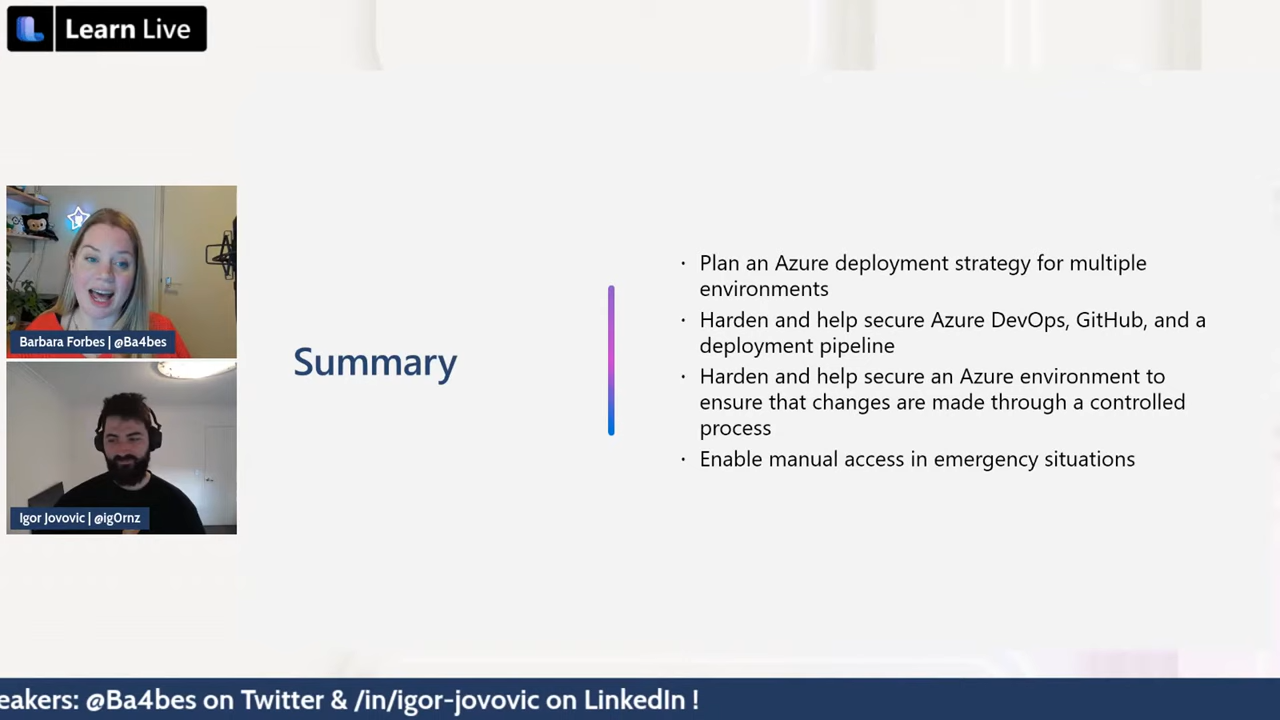 Learn Live
Barbara Forbes | @Ba4bes
Igor Jovovic | @ig0rnz
Summary
· Plan an Azure deployment strategy for multiple
environments
· Harden and help secure Azure DevOps, GitHub, and a
deployment pipeline
· Harden and help secure an Azure environment to
ensure that changes are made through a controlled
process
· Enable manual access in emergency situations
eakers: @Ba4bes on Twitter & /in/igor-jovovic on LinkedIn !